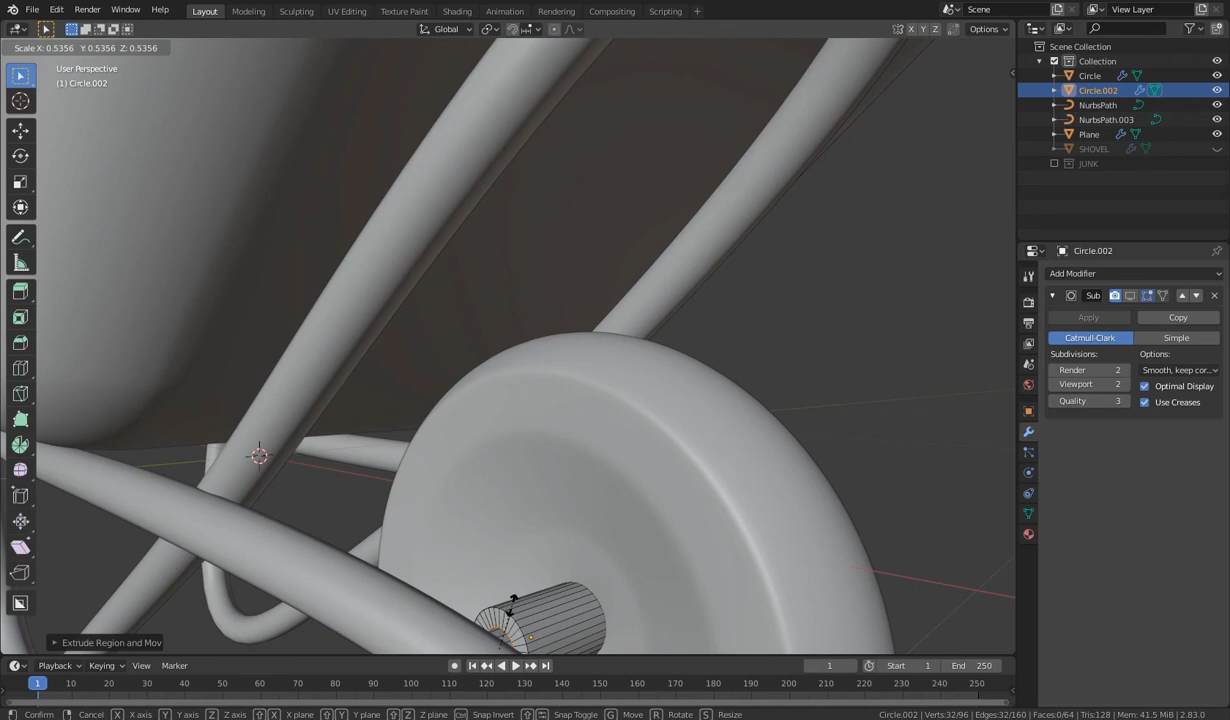 File Edit Render Window Help
Layout Modeling Sculpting UV Editing Texture Paint Shading Animation Rendering Compositing Scripting +
Scene
View Layer
Global
X Y Z Options
Scale X: 0.5356 Y: 0.5356 Z: 0.5356
User Perspective
(1) Circle.002
Scene Collection
Collection
Circle
Circle.002
NurbsPath
NurbsPath.003
Plane
SHOVEL
JUNK
Circle.002
Add Modifier
Sub
Apply Copy
Catmull-Clark Simple
Subdivisions: Options:
Render 2 Smooth, keep cor...
Viewport 2 Optimal Display
Quality 3 Use Creases
Extrude Region and Mov
Playback Keying View Marker
1 Start 1 End 250
1 10 20 30 40 50 60 70 80 90 100 110 120 130 140 150 160 170 180 190 200 210 220 230 240 250
Confirm Cancel X X axis Y Y axis Z Z axis X X plane Y Y plane Z Z plane Ctrl Snap Invert Snap Toggle G Move R Rotate S Resize
Circle.002 | Verts:32/96 | Edges:32/160 | Faces:0/64 | Tris:128 | Mem: 41.5 MiB | 2.83.0